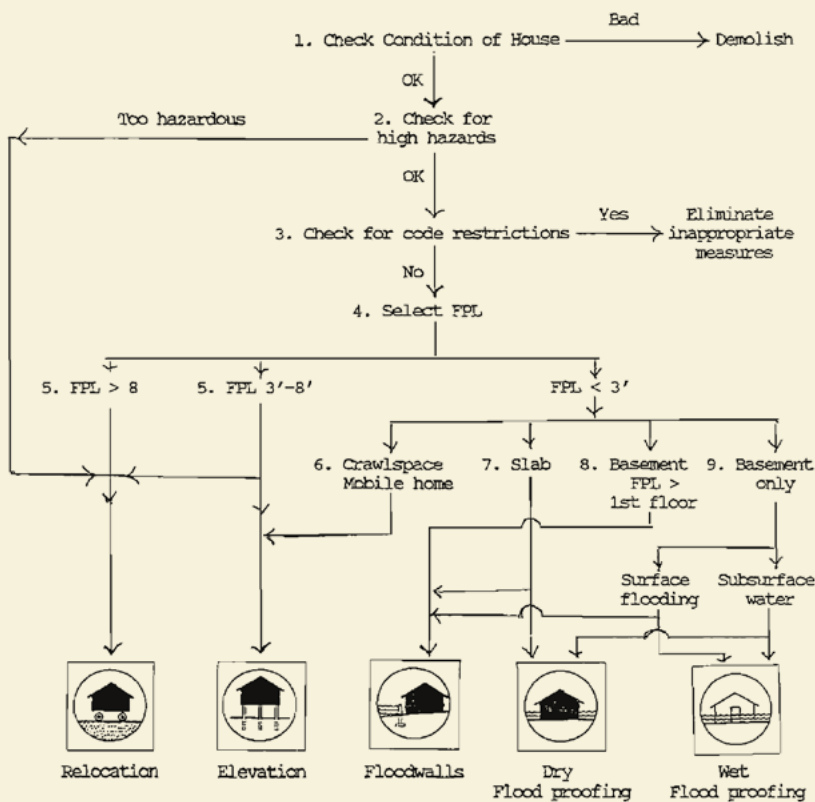 Bad
1. Check Condition of House
Demolish
OK
Too hazardous
2. Check for
high hazards
OK
Yes
3. Check for code restrictions
Eliminate
inappropriate
measures
No
4. Select FPL
5. FPL > 8
5. FPL 3'-8'
FPL < 3'
6. Crawlspace
Mobile home
7. Slab
8. Basement
FPL >
1st floor
9. Basement
only
Surface
flooding
Subsurface
water
Relocation
Elevation
Floodwalls
Dry
Flood proofing
Wet
Flood proofing